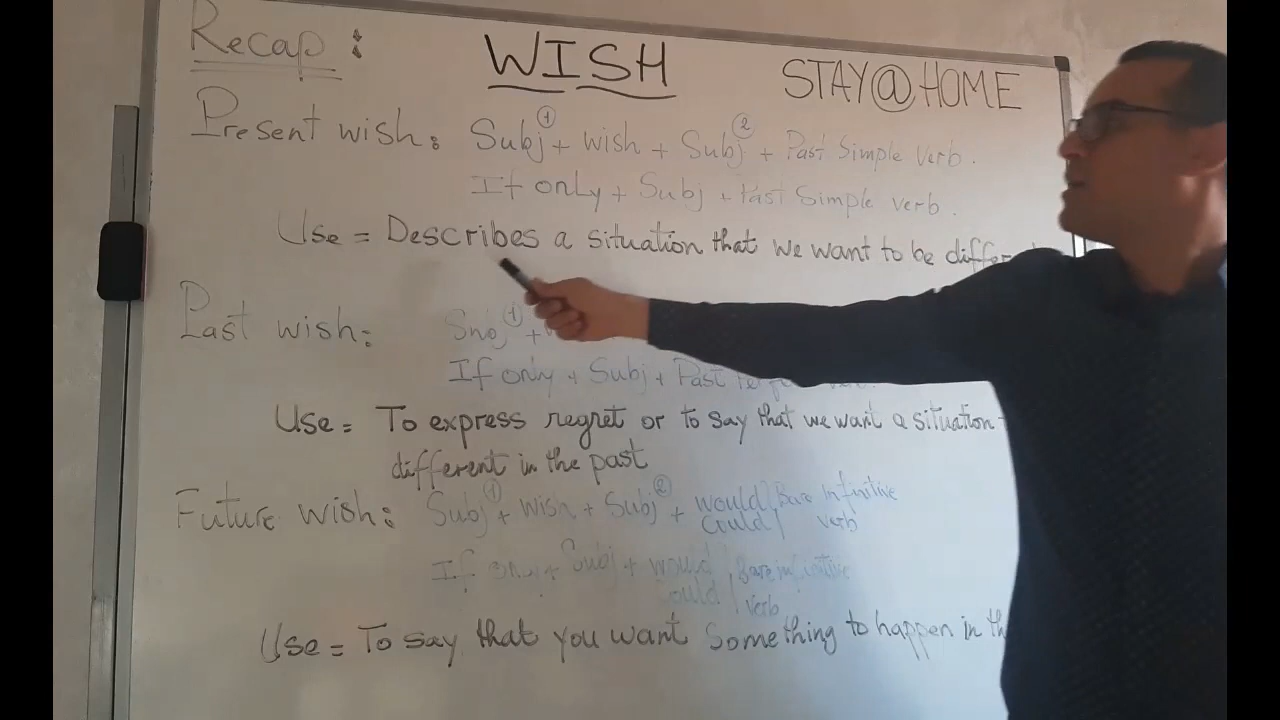 Recap :
WISH
STAY@HOME
Present wish: Subj① + wish + Subj② + Past Simple verb.
If only + Subj + Past Simple verb.
Use = Describes a situation that we want to be
Past wish: Subj① +
If only + Subj + Past
Use = To express regret or to say that we want a situation
different in the past
Future wish: Subj① + wish + Subj② + would / Bare infinitive
could / verb
If only + Subj + would / Bare infinitive
could / verb
Use = To say that you want something to happen in